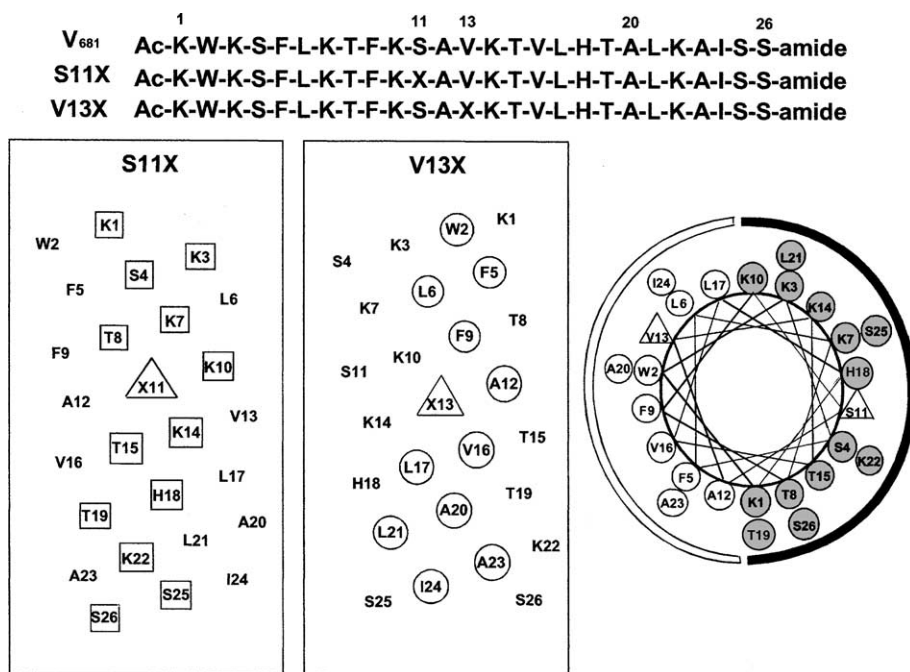 1 11 13 20 26
V681 Ac-K-W-K-S-F-L-K-T-F-K-S-A-V-K-T-V-L-H-T-A-L-K-A-I-S-S-amide
S11X Ac-K-W-K-S-F-L-K-T-F-K-X-A-V-K-T-V-L-H-T-A-L-K-A-I-S-S-amide
V13X Ac-K-W-K-S-F-L-K-T-F-K-S-A-X-K-T-V-L-H-T-A-L-K-A-I-S-S-amide
S11X
K1
W2
K3
S4
F5
L6
K7
T8
F9
K10
X11
A12
V13
K14
T15
V16
L17
H18
T19
A20
L21
K22
A23
I24
S25
S26
V13X
K1
W2
K3
S4
F5
L6
K7
T8
F9
K10
S11
A12
X13
K14
T15
V16
L17
H18
T19
A20
L21
K22
A23
I24
S25
S26
L21
I24 L17 K10 K3
L6 K14
V13 K7 S25
A20 W2 H18
F9 S11
V16 S4 K22
F5 T15
A23 A12 K1 T8
T19 S26